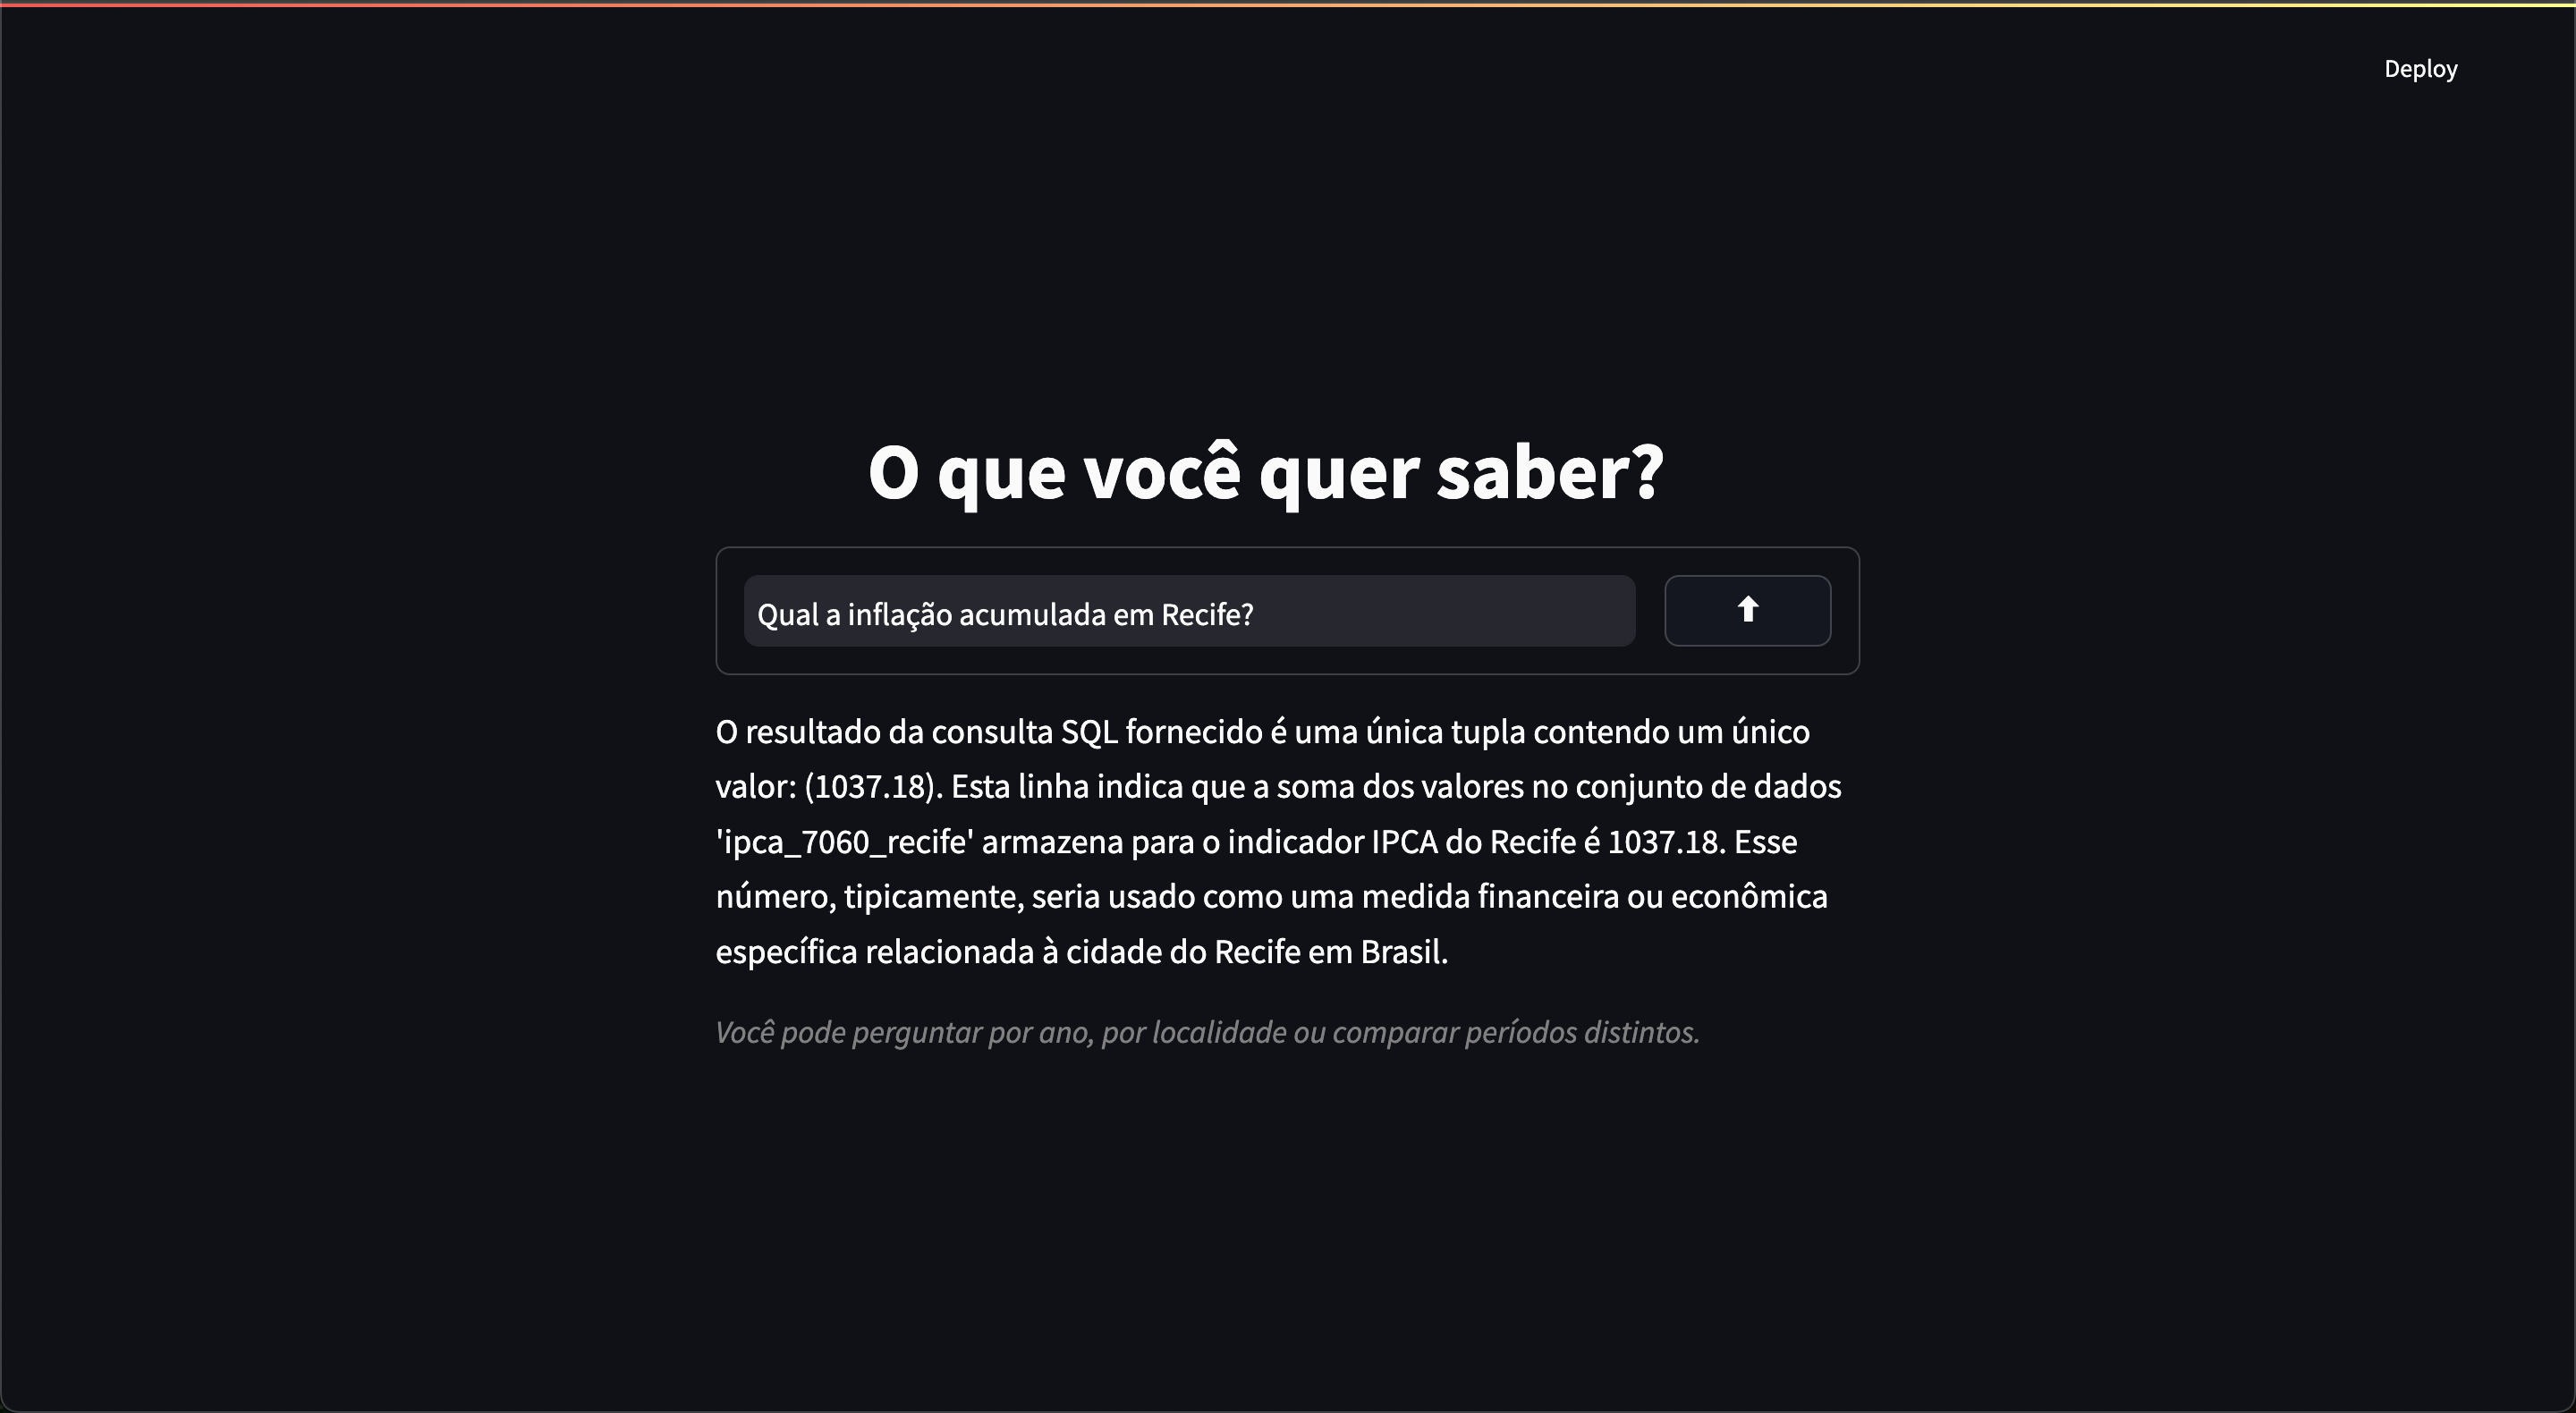 Deploy
O que você quer saber?
Qual a inflação acumulada em Recife?
O resultado da consulta SQL fornecido é uma única tupla contendo um único
valor: (1037.18). Esta linha indica que a soma dos valores no conjunto de dados
'ipca_7060_recife' armazena para o indicador IPCA do Recife é 1037.18. Esse
número, tipicamente, seria usado como uma medida financeira ou econômica
específica relacionada à cidade do Recife em Brasil.
Você pode perguntar por ano, por localidade ou comparar períodos distintos.